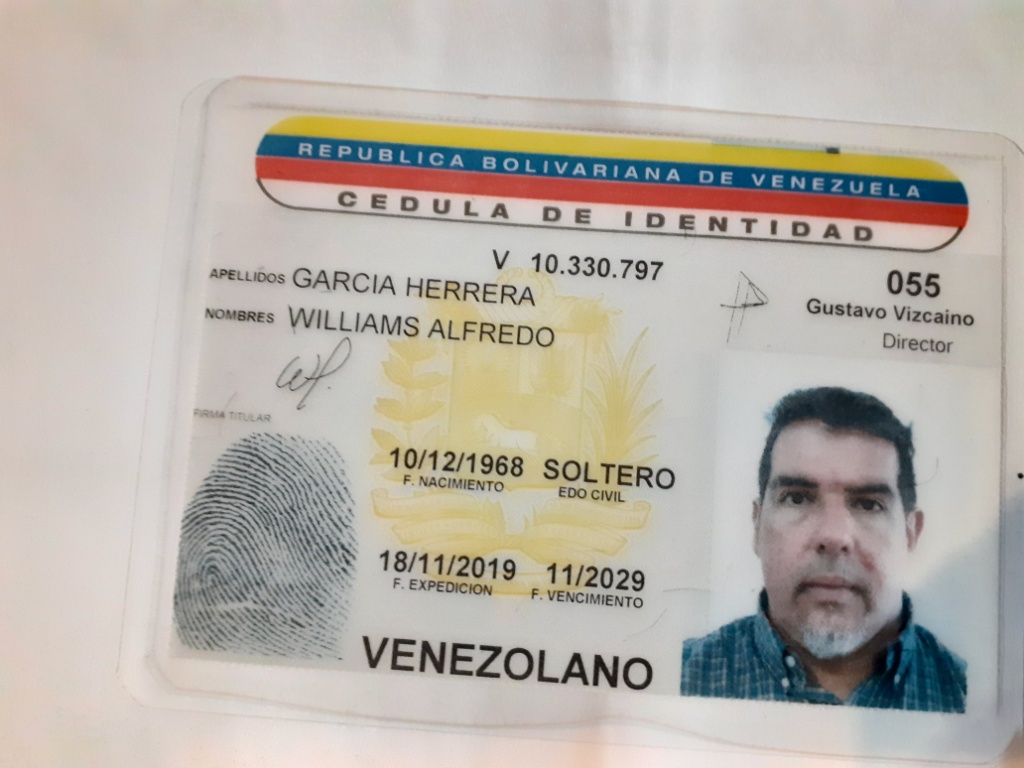 REPUBLICA BOLIVARIANA DE VENEZUELA
CEDULA DE IDENTIDAD
V 10.330.797
APELLIDOS GARCIA HERRERA
NOMBRES WILLIAMS ALFREDO
055
Gustavo Vizcaino
Director
FIRMA TITULAR
10/12/1968 SOLTERO
F. NACIMIENTO EDO CIVIL
18/11/2019 11/2029
F. EXPEDICION F. VENCIMIENTO
VENEZOLANO